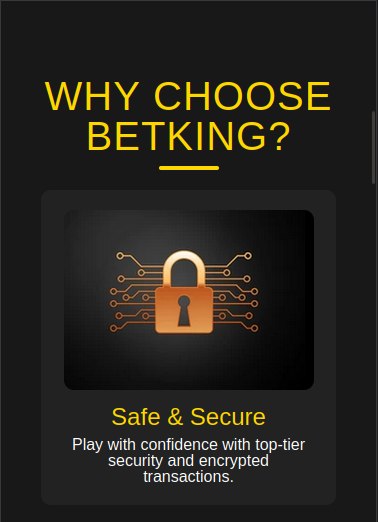 WHY CHOOSE
BETKING?
Safe & Secure
Play with confidence with top-tier
security and encrypted
transactions.